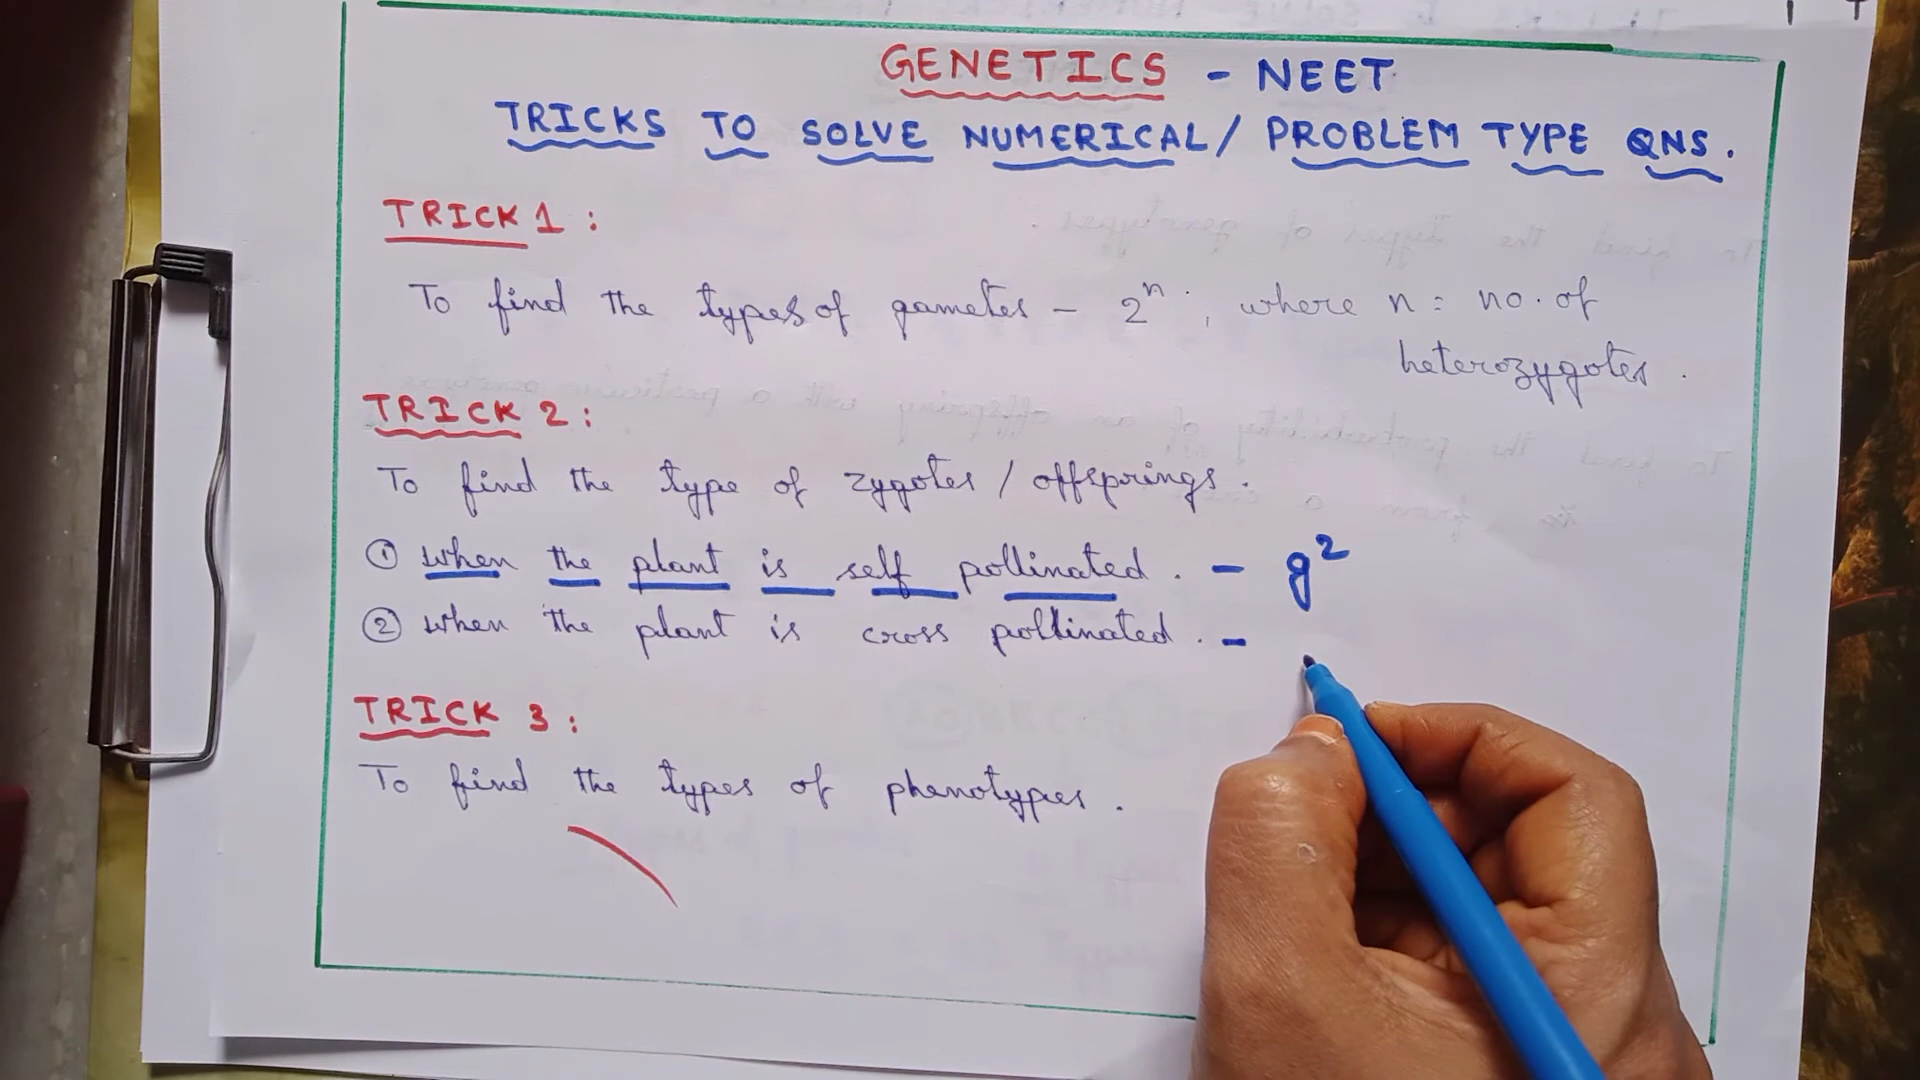 GENETICS - NEET
TRICKS TO SOLVE NUMERICAL/ PROBLEM TYPE QNS.
TRICK 1 :
To find the types of gametes - 2ⁿ ; where n = no. of
heterozygotes.
TRICK 2 :
To find the type of zygotes / offsprings.
① when the plant is self pollinated. - g²
② when the plant is cross pollinated. -
TRICK 3 :
To find the types of phenotypes.